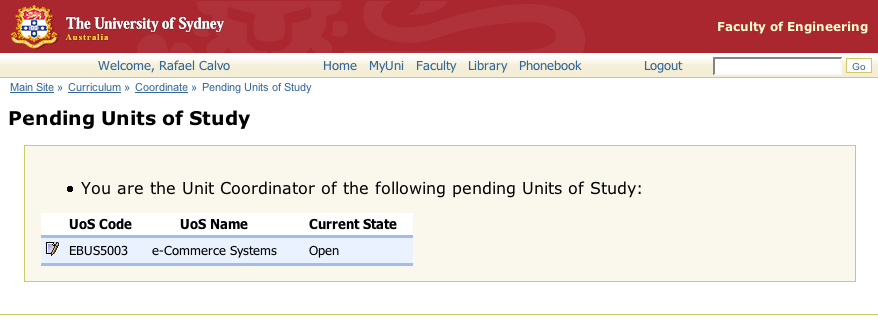 The University of Sydney
Australia
Faculty of Engineering
Welcome, Rafael Calvo Home MyUni Faculty Library Phonebook Logout Go
Main Site » Curriculum » Coordinate » Pending Units of Study
Pending Units of Study
• You are the Unit Coordinator of the following pending Units of Study:
UoS Code UoS Name Current State
EBUS5003 e-Commerce Systems Open